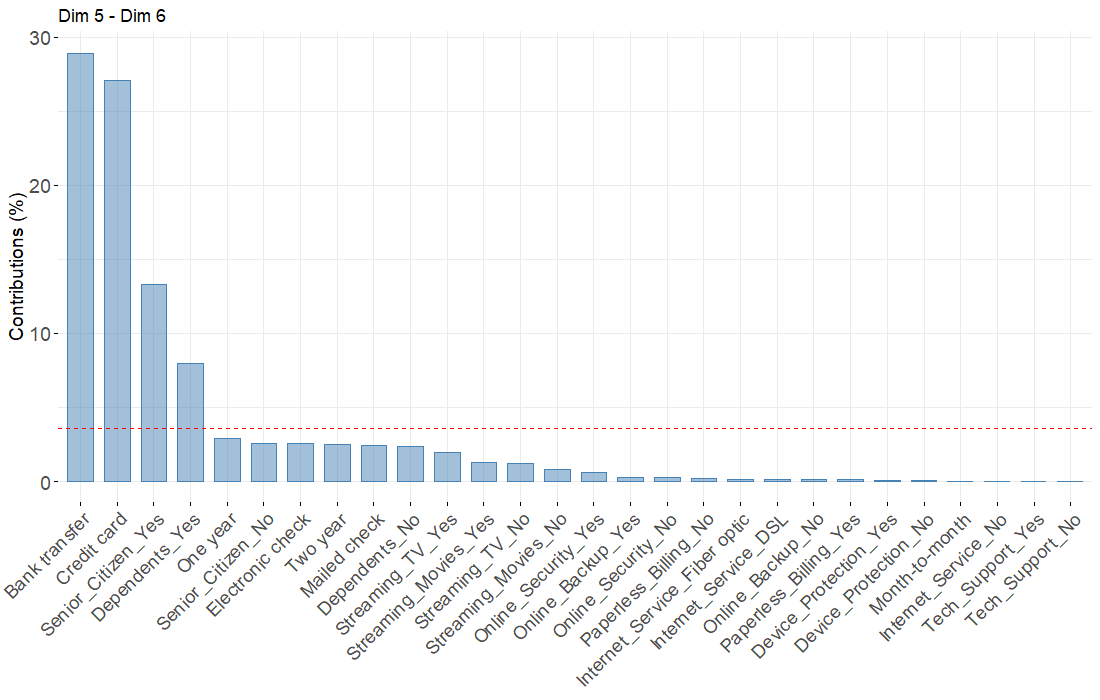 Dim 5 - Dim 6
Contributions (%)
30
20
10
0
Bank transfer
Credit card
Senior_Citizen_Yes
Dependents_Yes
One year
Senior_Citizen_No
Electronic check
Two year
Mailed check
Dependents_No
Streaming_TV_Yes
Streaming_Movies_Yes
Streaming_TV_No
Streaming_Movies_No
Online_Security_Yes
Online_Backup_Yes
Online_Security_No
Paperless_Billing_No
Internet_Service_Fiber optic
Internet_Service_DSL
Online_Backup_No
Paperless_Billing_Yes
Device_Protection_Yes
Device_Protection_No
Month-to-month
Internet_Service_No
Tech_Support_Yes
Tech_Support_No